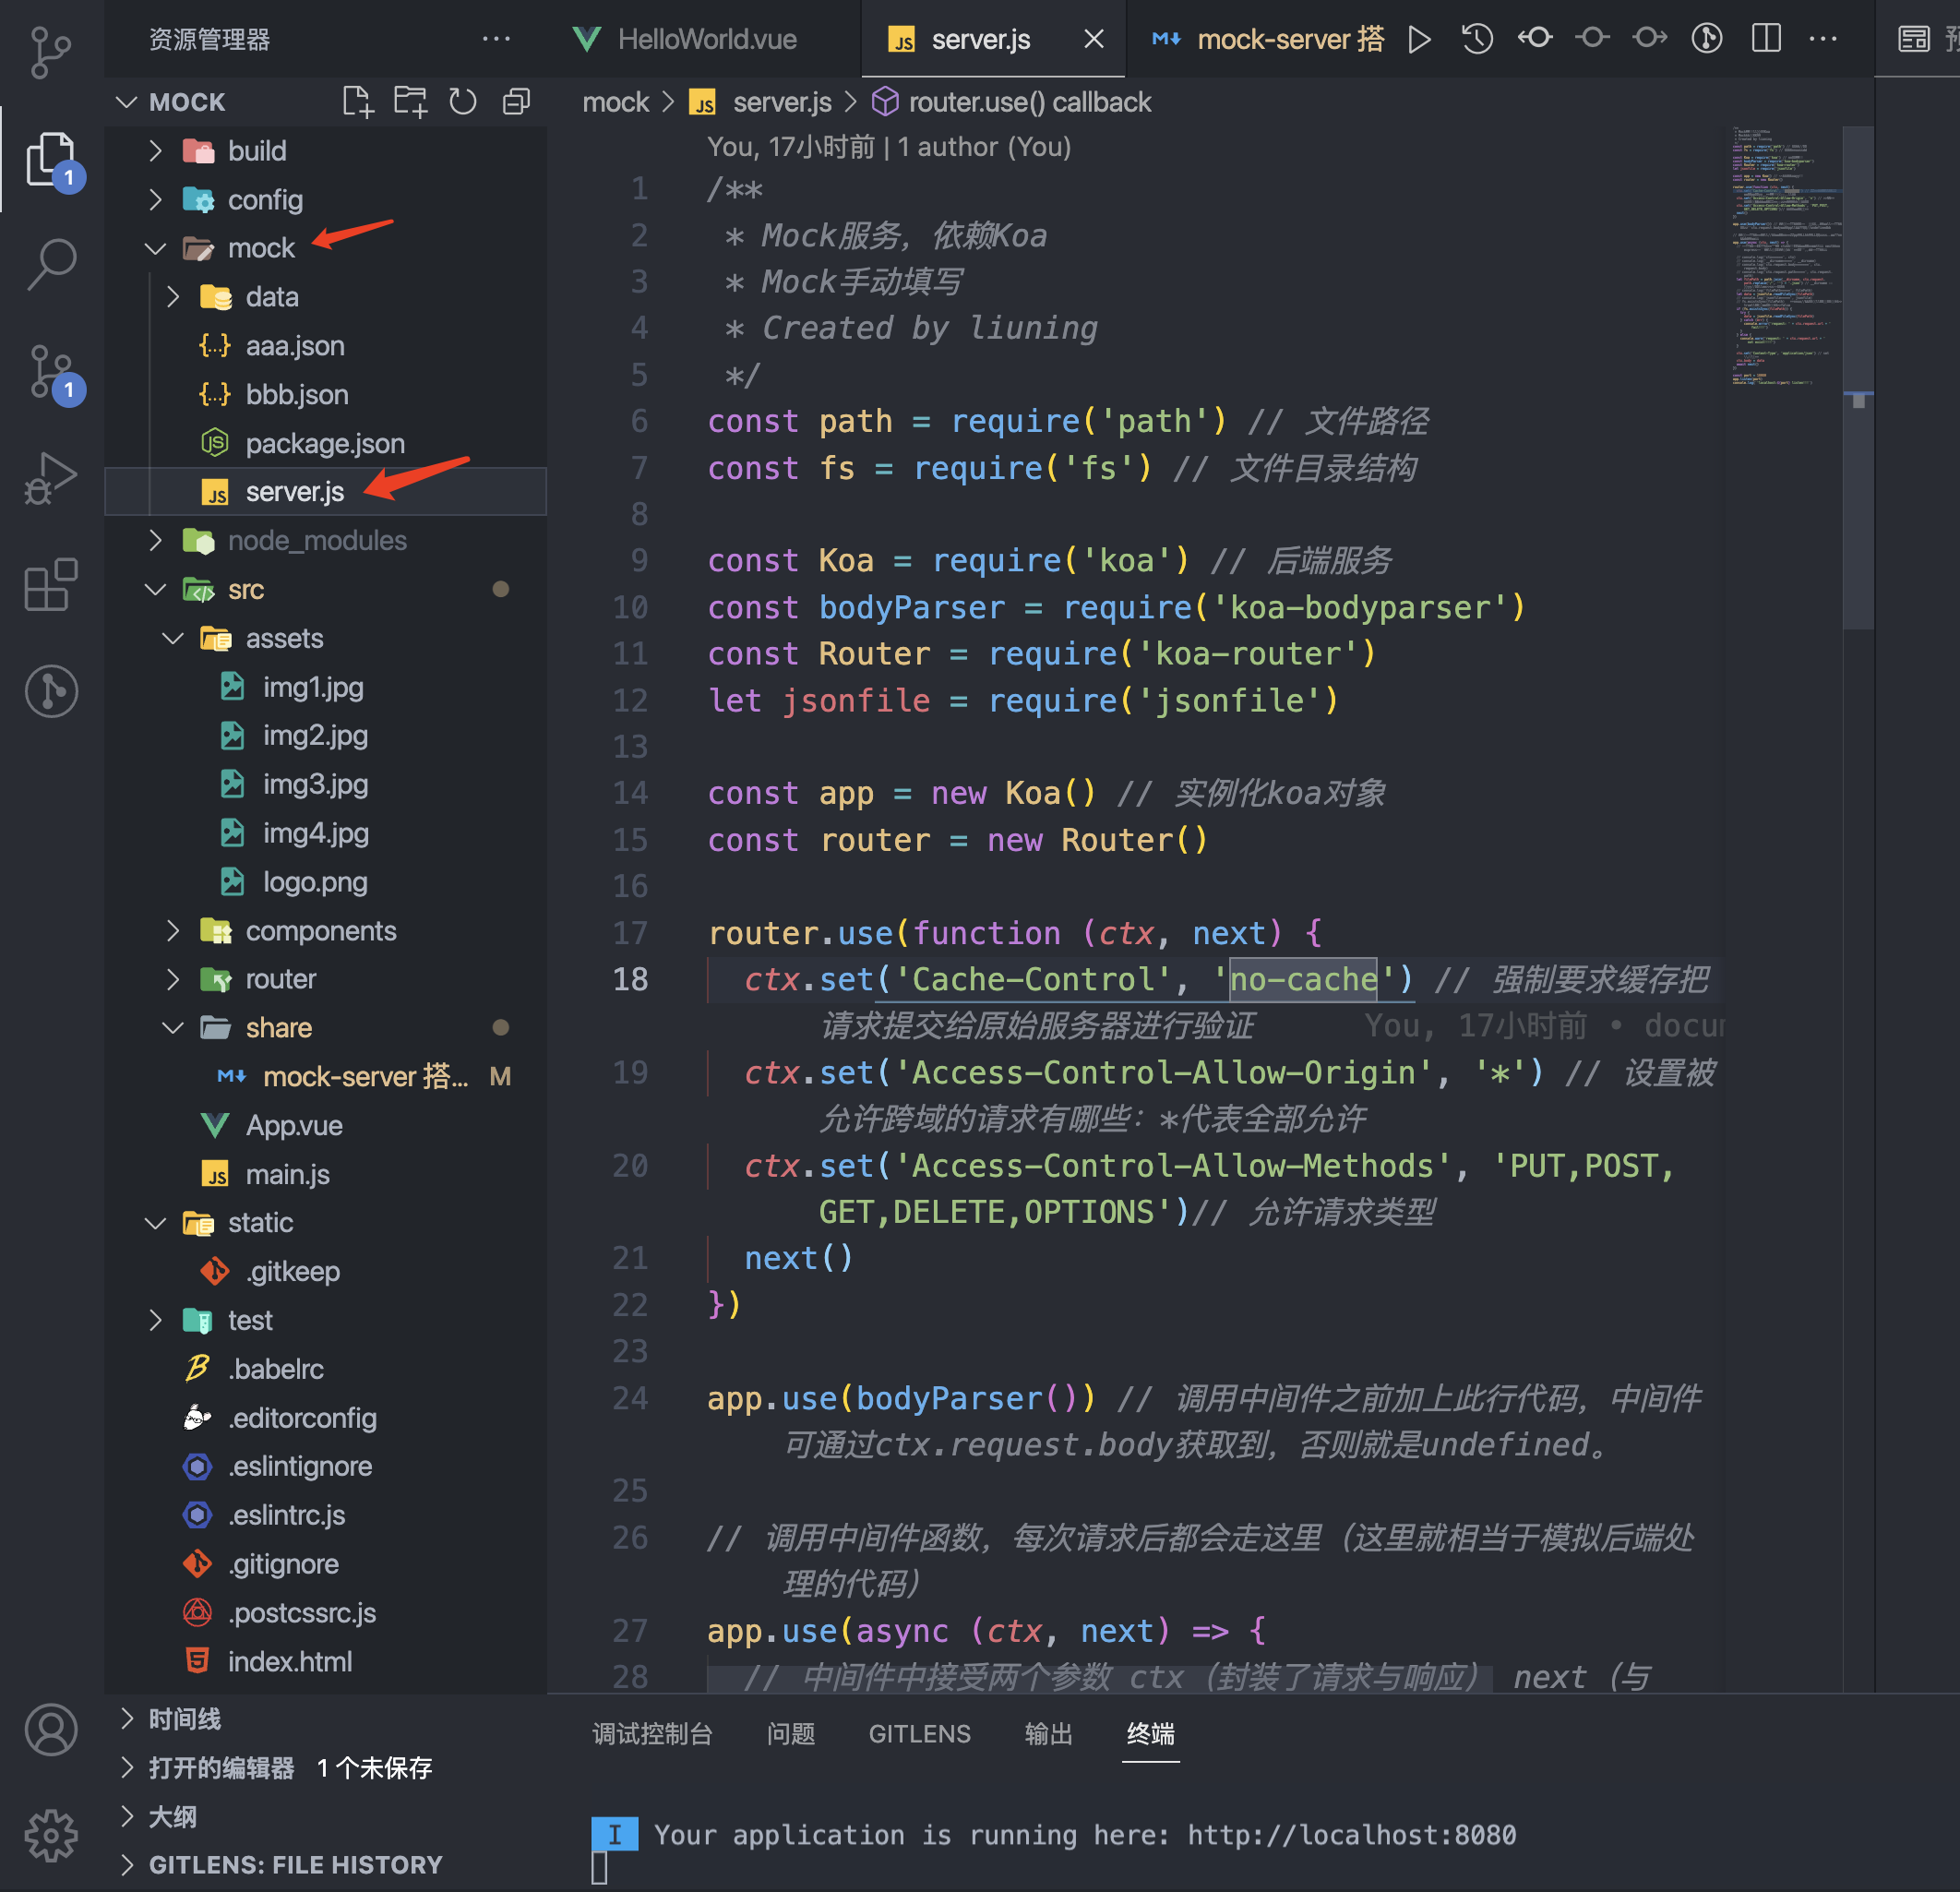 资源管理器
HelloWorld.vue
server.js
mock-server 搭
MOCK
mock > server.js > router.use() callback
build
config
mock
data
aaa.json
bbb.json
package.json
server.js
node_modules
src
assets
img1.jpg
img2.jpg
img3.jpg
img4.jpg
logo.png
components
router
share
mock-server 搭... M
App.vue
main.js
static
.gitkeep
test
.babelrc
.editorconfig
.eslintignore
.eslintrc.js
.gitignore
.postcssrc.js
index.html
时间线
打开的编辑器 1 个未保存
大纲
GITLENS: FILE HISTORY
1
1
You, 17小时前 | 1 author (You)
1 /**
2 * Mock服务，依赖Koa
3 * Mock手动填写
4 * Created by liuning
5 */
6 const path = require('path') // 文件路径
7 const fs = require('fs') // 文件目录结构
8
9 const Koa = require('koa') // 后端服务
10 const bodyParser = require('koa-bodyparser')
11 const Router = require('koa-router')
12 let jsonfile = require('jsonfile')
13
14 const app = new Koa() // 实例化koa对象
15 const router = new Router()
16
17 router.use(function (ctx, next) {
18 ctx.set('Cache-Control', 'no-cache') // 强制要求缓存把
请求提交给原始服务器进行验证 You, 17小时前 • docu
19 ctx.set('Access-Control-Allow-Origin', '*') // 设置被
允许跨域的请求有哪些：*代表全部允许
20 ctx.set('Access-Control-Allow-Methods', 'PUT,POST,
GET,DELETE,OPTIONS')// 允许请求类型
21 next()
22 })
23
24 app.use(bodyParser()) // 调用中间件之前加上此行代码，中间件
可通过ctx.request.body获取到，否则就是undefined。
25
26 // 调用中间件函数，每次请求后都会走这里（这里就相当于模拟后端处
理的代码）
27 app.use(async (ctx, next) => {
28 // 中间件中接受两个参数 ctx（封装了请求与响应） next（与
调试控制台 问题 GITLENS 输出 终端
I Your application is running here: http://localhost:8080